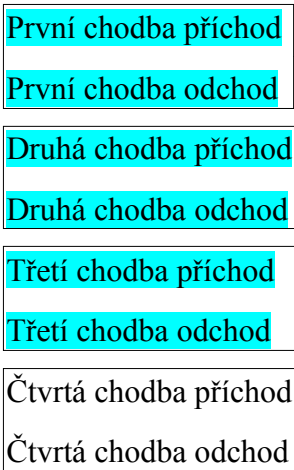 První chodba příchod
První chodba odchod
Druhá chodba příchod
Druhá chodba odchod
Třetí chodba příchod
Třetí chodba odchod
Čtvrtá chodba příchod
Čtvrtá chodba odchod